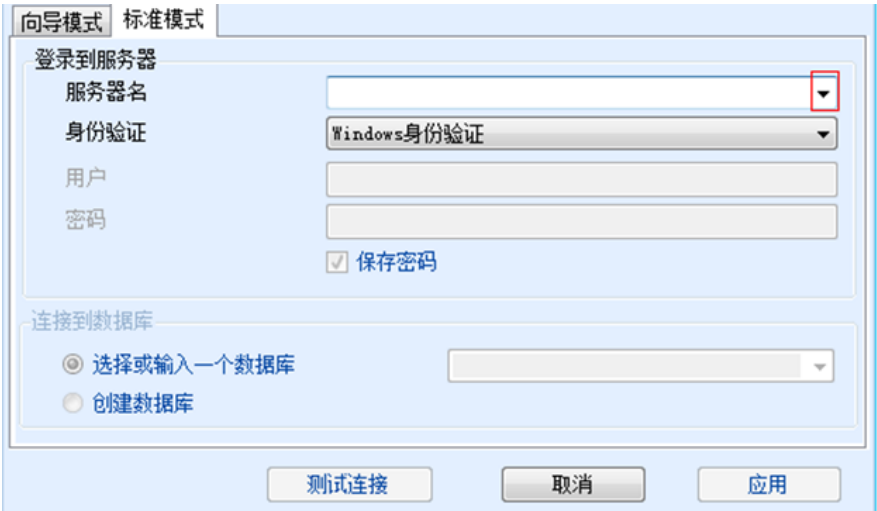 向导模式 标准模式
登录到服务器
服务器名
身份验证 Windows身份验证
用户
密码
保存密码
连接到数据库
选择或输入一个数据库
创建数据库
测试连接 取消 应用